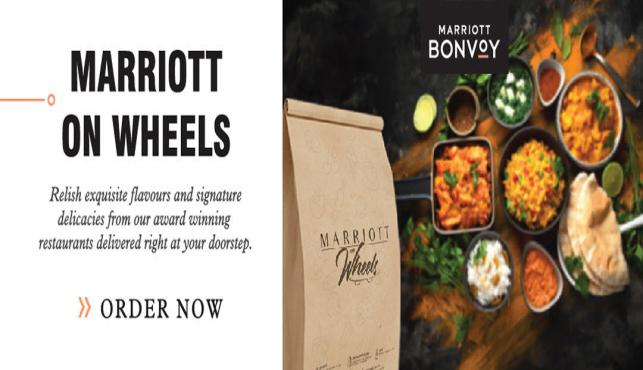 MARRIOTT
ON WHEELS
Relish exquisite flavours and signature
delicacies from our award winning
restaurants delivered right at your doorstep.
» ORDER NOW
MARRIOTT
BONVOY
MARRIOTT
on
Wheels